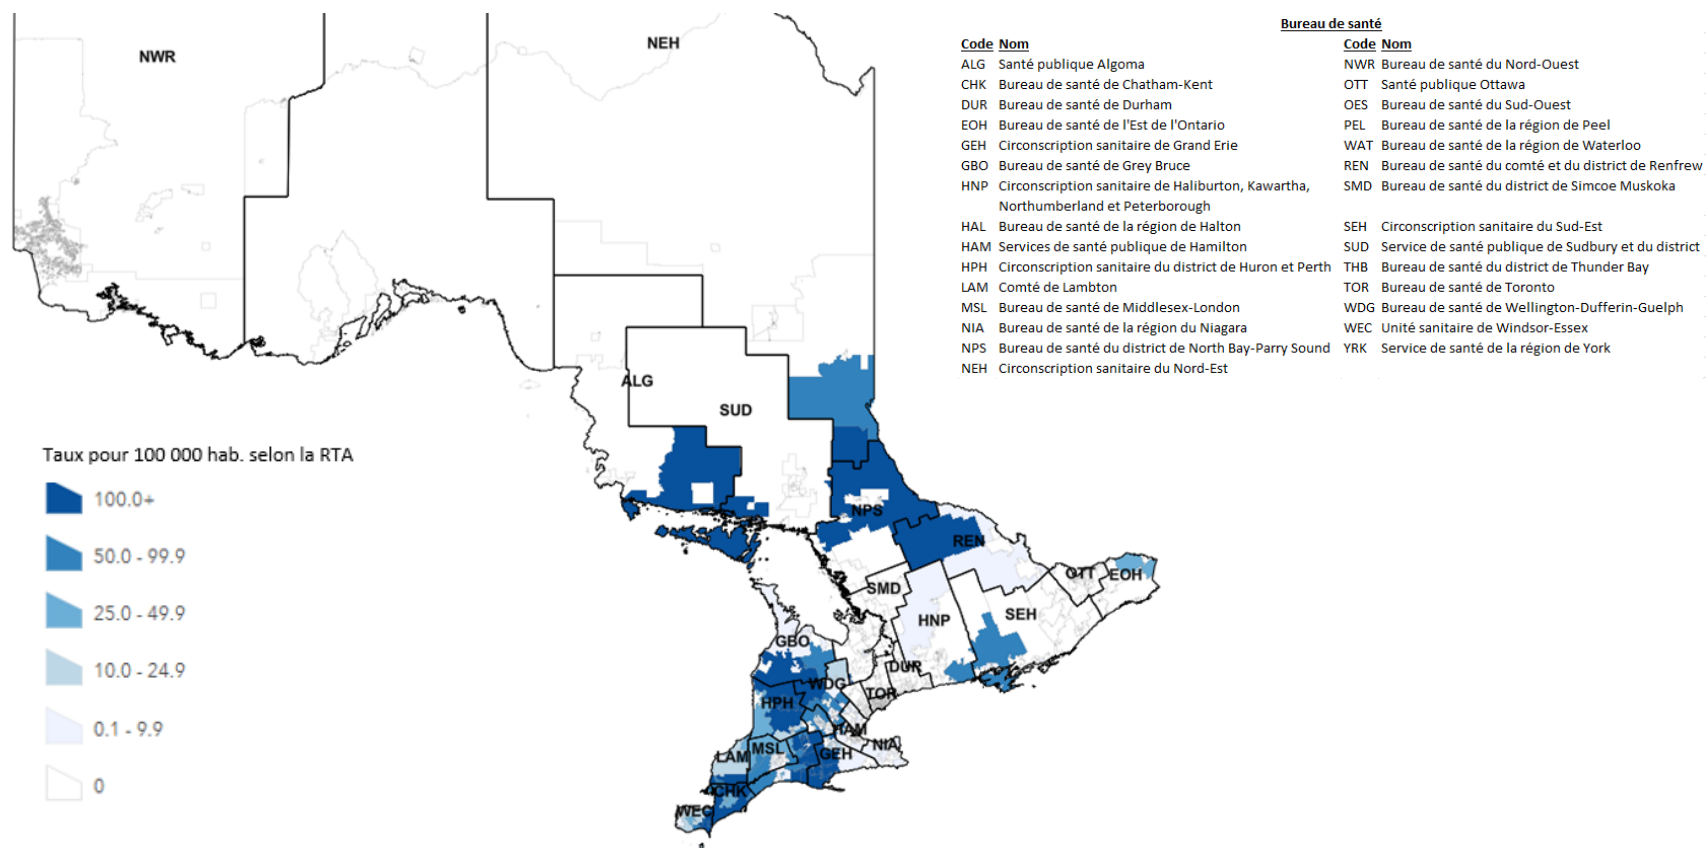 Bureau de santé
Code Nom
ALG Santé publique Algoma
CHK Bureau de santé de Chatham-Kent
DUR Bureau de santé de Durham
EOH Bureau de santé de l'Est de l'Ontario
GEH Circonscription sanitaire de Grand Erie
GBO Bureau de santé de Grey Bruce
HNP Circonscription sanitaire de Haliburton, Kawartha,
Northumberland et Peterborough
HAL Bureau de santé de la région de Halton
HAM Services de santé publique de Hamilton
HPH Circonscription sanitaire du district de Huron et Perth
LAM Comté de Lambton
MSL Bureau de santé de Middlesex-London
NIA Bureau de santé de la région du Niagara
NPS Bureau de santé du district de North Bay-Parry Sound
NEH Circonscription sanitaire du Nord-Est
Code Nom
NWR Bureau de santé du Nord-Ouest
OTT Santé publique Ottawa
OES Bureau de santé du Sud-Ouest
PEL Bureau de santé de la région de Peel
WAT Bureau de santé de la région de Waterloo
REN Bureau de santé du comté et du district de Renfrew
SMD Bureau de santé du district de Simcoe Muskoka
SEH Circonscription sanitaire du Sud-Est
SUD Service de santé publique de Sudbury et du district
THB Bureau de santé du district de Thunder Bay
TOR Bureau de santé de Toronto
WDG Bureau de santé de Wellington-Dufferin-Guelph
WEC Unité sanitaire de Windsor-Essex
YRK Service de santé de la région de York
NWR
NEH
ALG
SUD
NPS
REN
OTT
EOH
SMD
SEH
HNP
GBO
DUR
WDG
TOR
HPH
HAM
NIA
MSL
GEH
LAM
CHK
WEC
Taux pour 100 000 hab. selon la RTA
100.0+
50.0 - 99.9
25.0 - 49.9
10.0 - 24.9
0.1 - 9.9
0